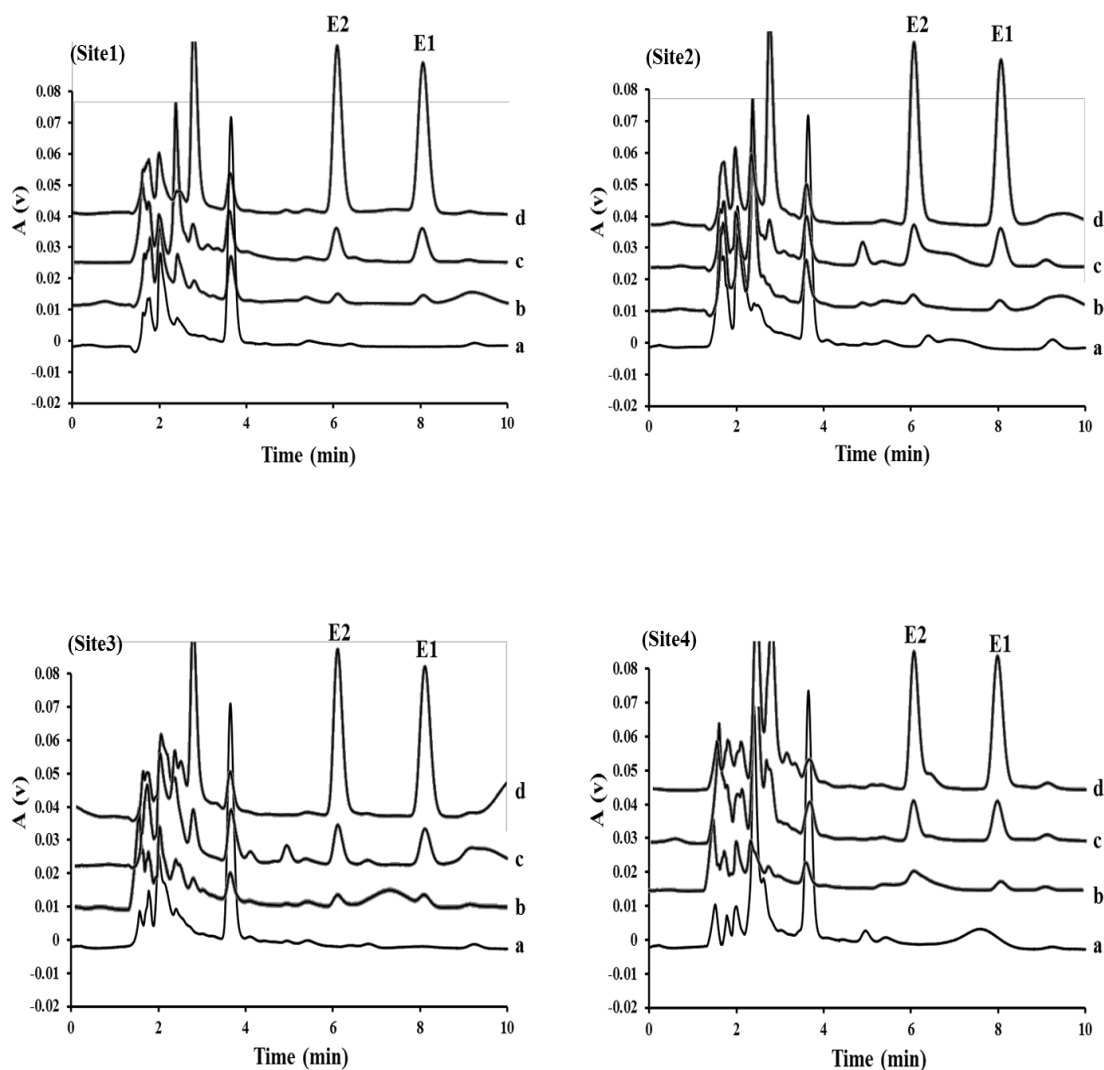 (Site1)
E2
E1
0.08
0.07
0.06
0.05
0.04
0.03
0.02
0.01
0
-0.01
-0.02
A (v)
d
c
b
a
0 2 4 6 8 10
Time (min)
(Site2)
E2
E1
0.08
0.07
0.06
0.05
0.04
0.03
0.02
0.01
0
-0.01
-0.02
A (v)
d
c
b
a
0 2 4 6 8 10
Time (min)
(Site3)
E2
E1
0.08
0.07
0.06
0.05
0.04
0.03
0.02
0.01
0
-0.01
-0.02
A (v)
d
c
b
a
0 2 4 6 8 10
Time (min)
(Site4)
E2
E1
0.08
0.07
0.06
0.05
0.04
0.03
0.02
0.01
0
-0.01
-0.02
A (v)
d
c
b
a
0 2 4 6 8 10
Time (min)